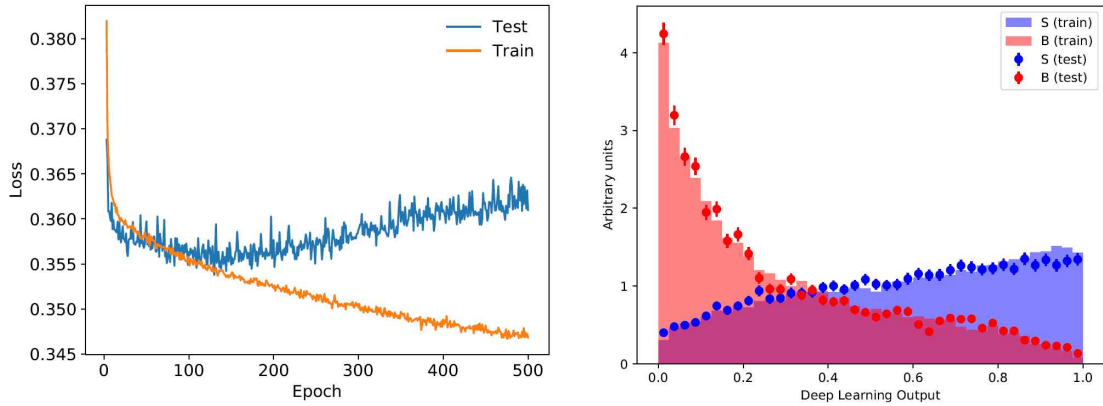 0.380
0.375
0.370
0.365
0.360
0.355
0.350
0.345
Loss
0
100
200
300
400
500
Epoch
Test
Train
4
3
2
1
0
Arbitrary units
0.0
0.2
0.4
0.6
0.8
1.0
Deep Learning Output
S (train)
B (train)
S (test)
B (test)